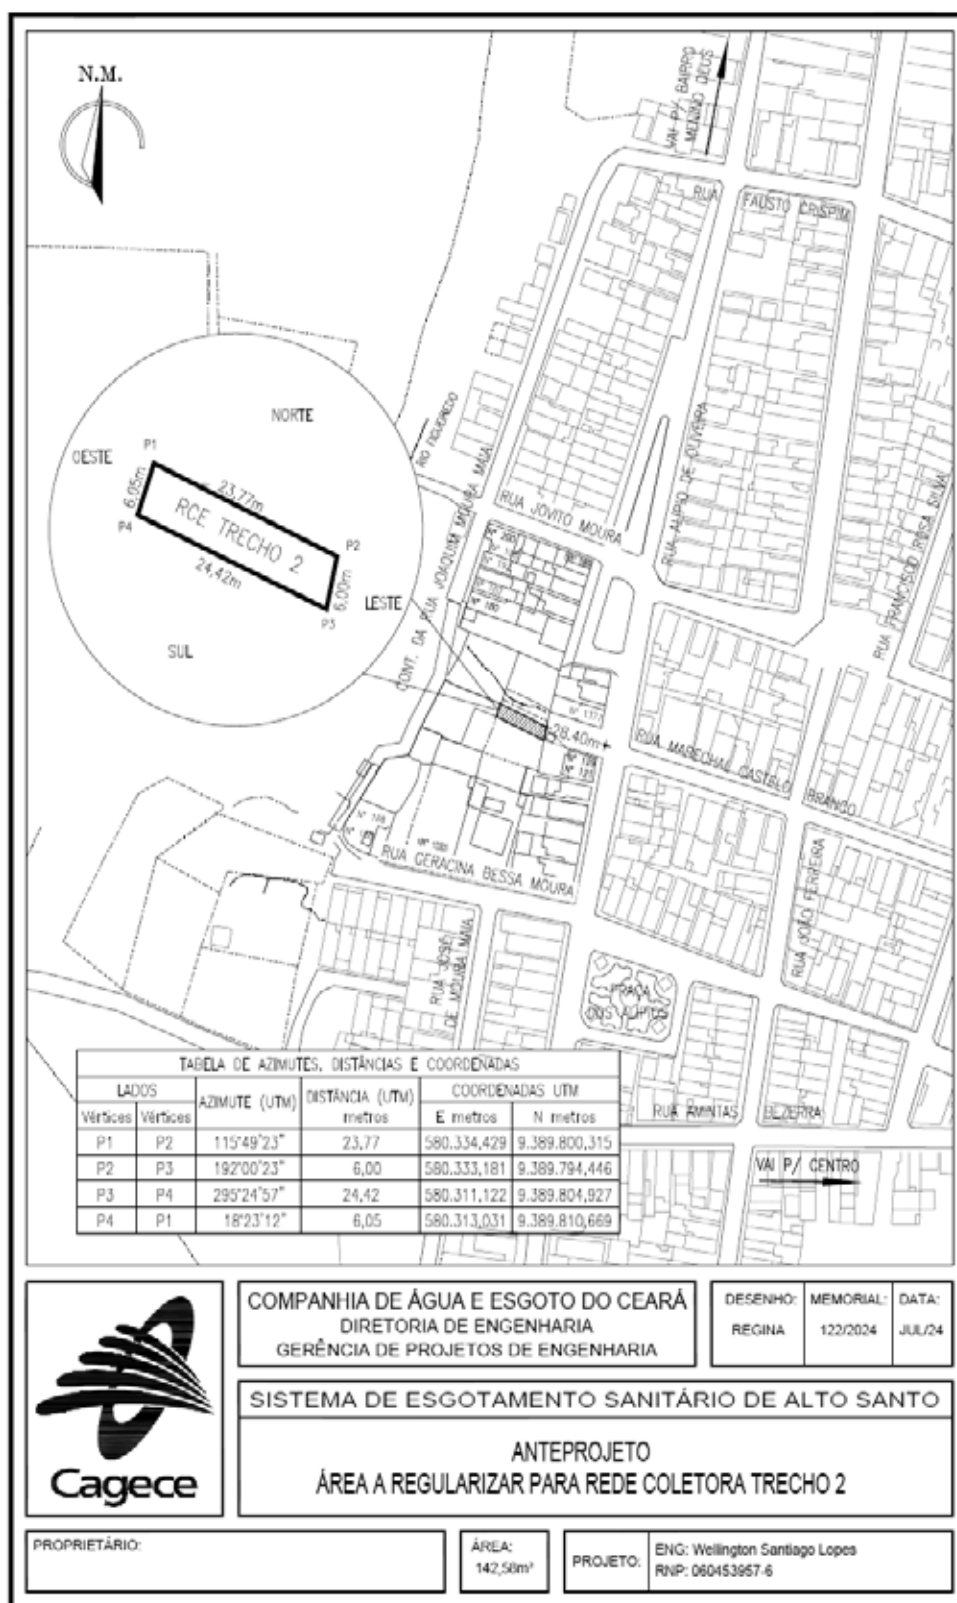 N.M.
VAI P/ BAIRRO
MENINO DEUS
RUA FAUSTO CRISPIM
NORTE
OESTE
P1
23,77m
6,05m
RCE TRECHO 2
P4
P2
24,42m
6,00m
P3
LESTE
SUL
RIO FIGUEREDO
CONT. DA RUA JOAQUIM MOURA MAIA
RUA JOVITO MOURA
RUA ALIPIO DE OLIVEIRA
RUA FRANCISCO ROSA SILVA
N° 180
N° 137
28.40m
RUA MARECHAL CASTELO BRANCO
RUA GERACINA BESSA MOURA
RUA JOÃO FERREIRA
RUA JOSÉ
DE MOURA MAIA
PRAÇA
DOS ALIPIOS
RUA AMINTAS BEZERRA
VAI P/ CENTRO
TABELA DE AZIMUTES, DISTÂNCIAS E COORDENADAS
LADOS AZIMUTE (UTM) DISTÂNCIA (UTM) metros COORDENADAS UTM
Vértices Vértices E metros N metros
P1 P2 115°49'23" 23,77 580.334,429 9.389.800,315
P2 P3 192°00'23" 6,00 580.333,181 9.389.794,446
P3 P4 295°24'57" 24,42 580.311,122 9.389.804,927
P4 P1 18°23'12" 6,05 580.313,031 9.389.810,669
Cagece
COMPANHIA DE ÁGUA E ESGOTO DO CEARÁ
DIRETORIA DE ENGENHARIA
GERÊNCIA DE PROJETOS DE ENGENHARIA
DESENHO: MEMORIAL: DATA:
REGINA 122/2024 JUL/24
SISTEMA DE ESGOTAMENTO SANITÁRIO DE ALTO SANTO
ANTEPROJETO
ÁREA A REGULARIZAR PARA REDE COLETORA TRECHO 2
PROPRIETÁRIO:
ÁREA:
142,58m²
PROJETO:
ENG: Wellington Santiago Lopes
RNP: 060453957-6